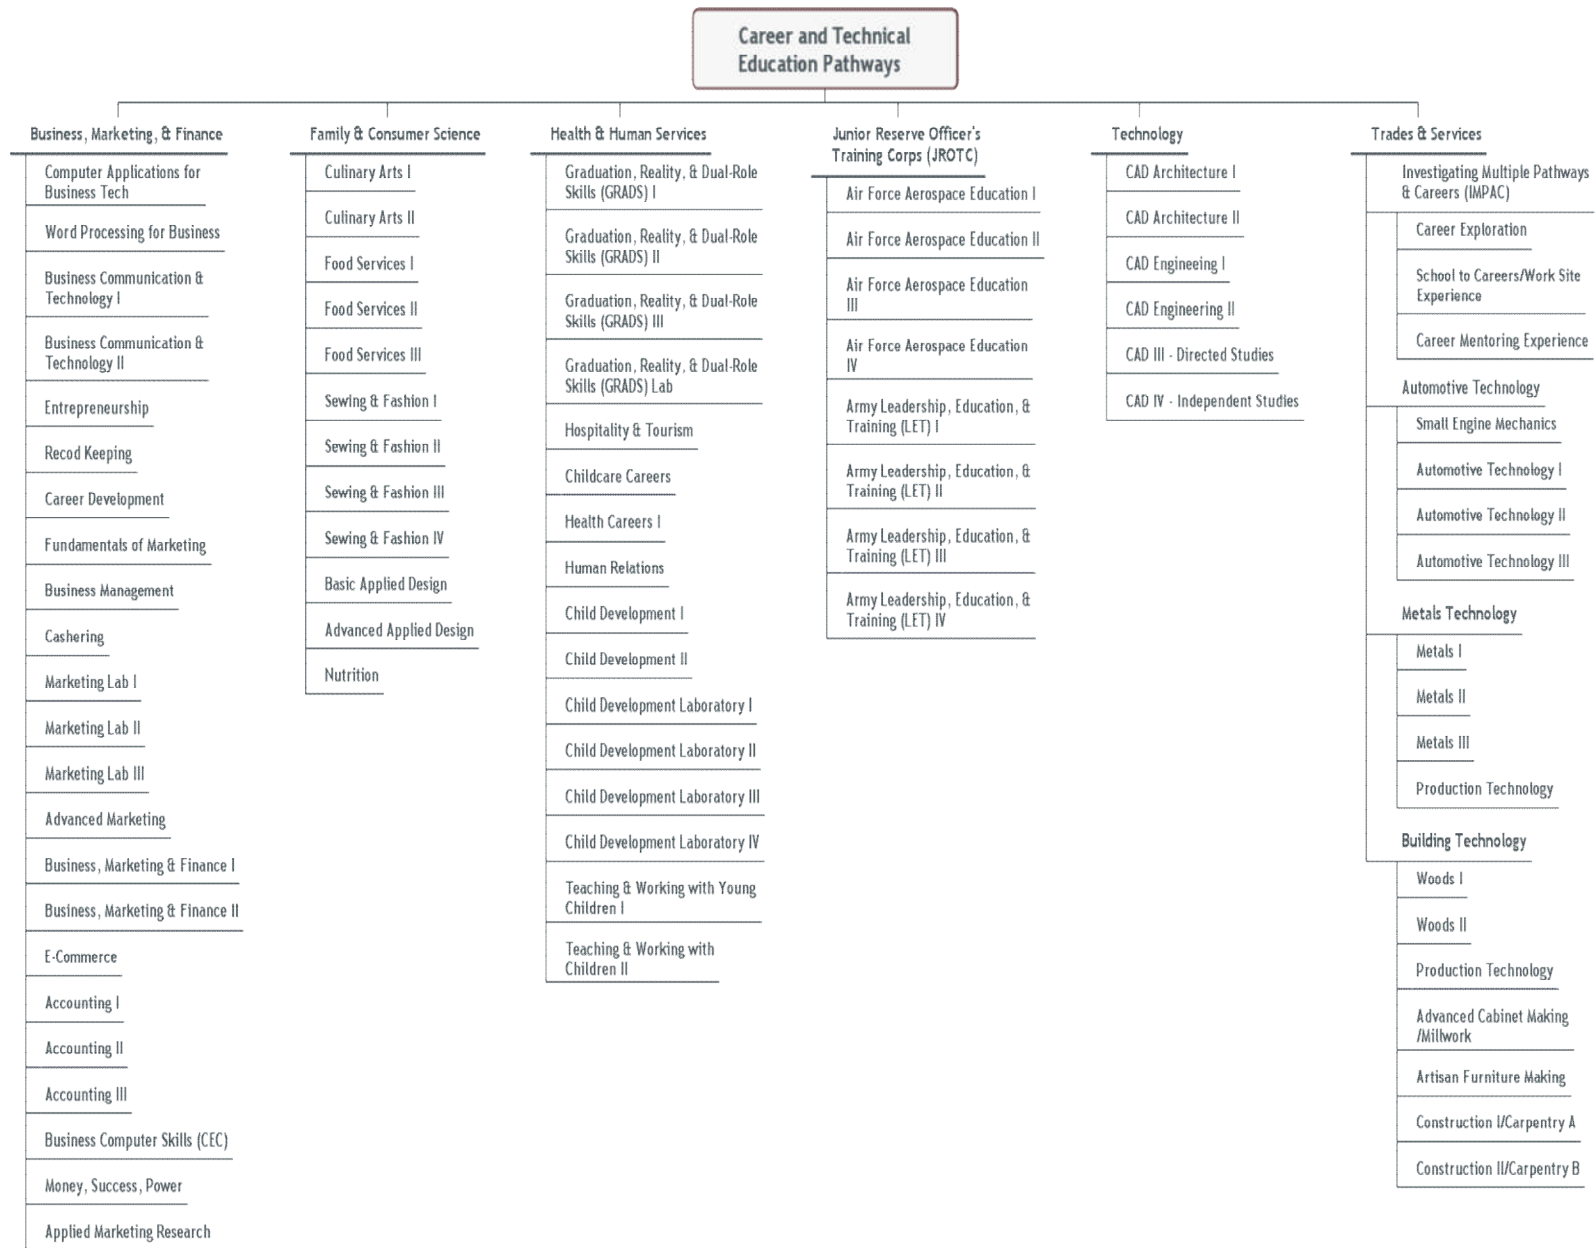 Career and Technical
Education Pathways
Business, Marketing, & Finance
Computer Applications for
Business Tech
Word Processing for Business
Business Communication &
Technology I
Business Communication &
Technology II
Entrepreneurship
Recod Keeping
Career Development
Fundamentals of Marketing
Business Management
Cashering
Marketing Lab I
Marketing Lab II
Marketing Lab III
Advanced Marketing
Business, Marketing & Finance I
Business, Marketing & Finance II
E-Commerce
Accounting I
Accounting II
Accounting III
Business Computer Skills (CEC)
Money, Success, Power
Applied Marketing Research
Family & Consumer Science
Culinary Arts I
Culinary Arts II
Food Services I
Food Services II
Food Services III
Sewing & Fashion I
Sewing & Fashion II
Sewing & Fashion III
Sewing & Fashion IV
Basic Applied Design
Advanced Applied Design
Nutrition
Health & Human Services
Graduation, Reality, & Dual-Role
Skills (GRADS) I
Graduation, Reality, & Dual-Role
Skills (GRADS) II
Graduation, Reality, & Dual-Role
Skills (GRADS) III
Graduation, Reality, & Dual-Role
Skills (GRADS) Lab
Hospitality & Tourism
Childcare Careers
Health Careers I
Human Relations
Child Development I
Child Development II
Child Development Laboratory I
Child Development Laboratory II
Child Development Laboratory III
Child Development Laboratory IV
Teaching & Working with Young
Children I
Teaching & Working with
Children II
Junior Reserve Officer's
Training Corps (JROTC)
Air Force Aerospace Education I
Air Force Aerospace Education II
Air Force Aerospace Education
III
Air Force Aerospace Education
IV
Army Leadership, Education, &
Training (LET) I
Army Leadership, Education, &
Training (LET) II
Army Leadership, Education, &
Training (LET) III
Army Leadership, Education, &
Training (LET) IV
Technology
CAD Architecture I
CAD Architecture II
CAD Engineeing I
CAD Engineering II
CAD III - Directed Studies
CAD IV - Independent Studies
Trades & Services
Investigating Multiple Pathways
& Careers (IMPAC)
Career Exploration
School to Careers/Work Site
Experience
Career Mentoring Experience
Automotive Technology
Small Engine Mechanics
Automotive Technology I
Automotive Technology II
Automotive Technology III
Metals Technology
Metals I
Metals II
Metals III
Production Technology
Building Technology
Woods I
Woods II
Production Technology
Advanced Cabinet Making
/Millwork
Artisan Furniture Making
Construction I/Carpentry A
Construction II/Carpentry B